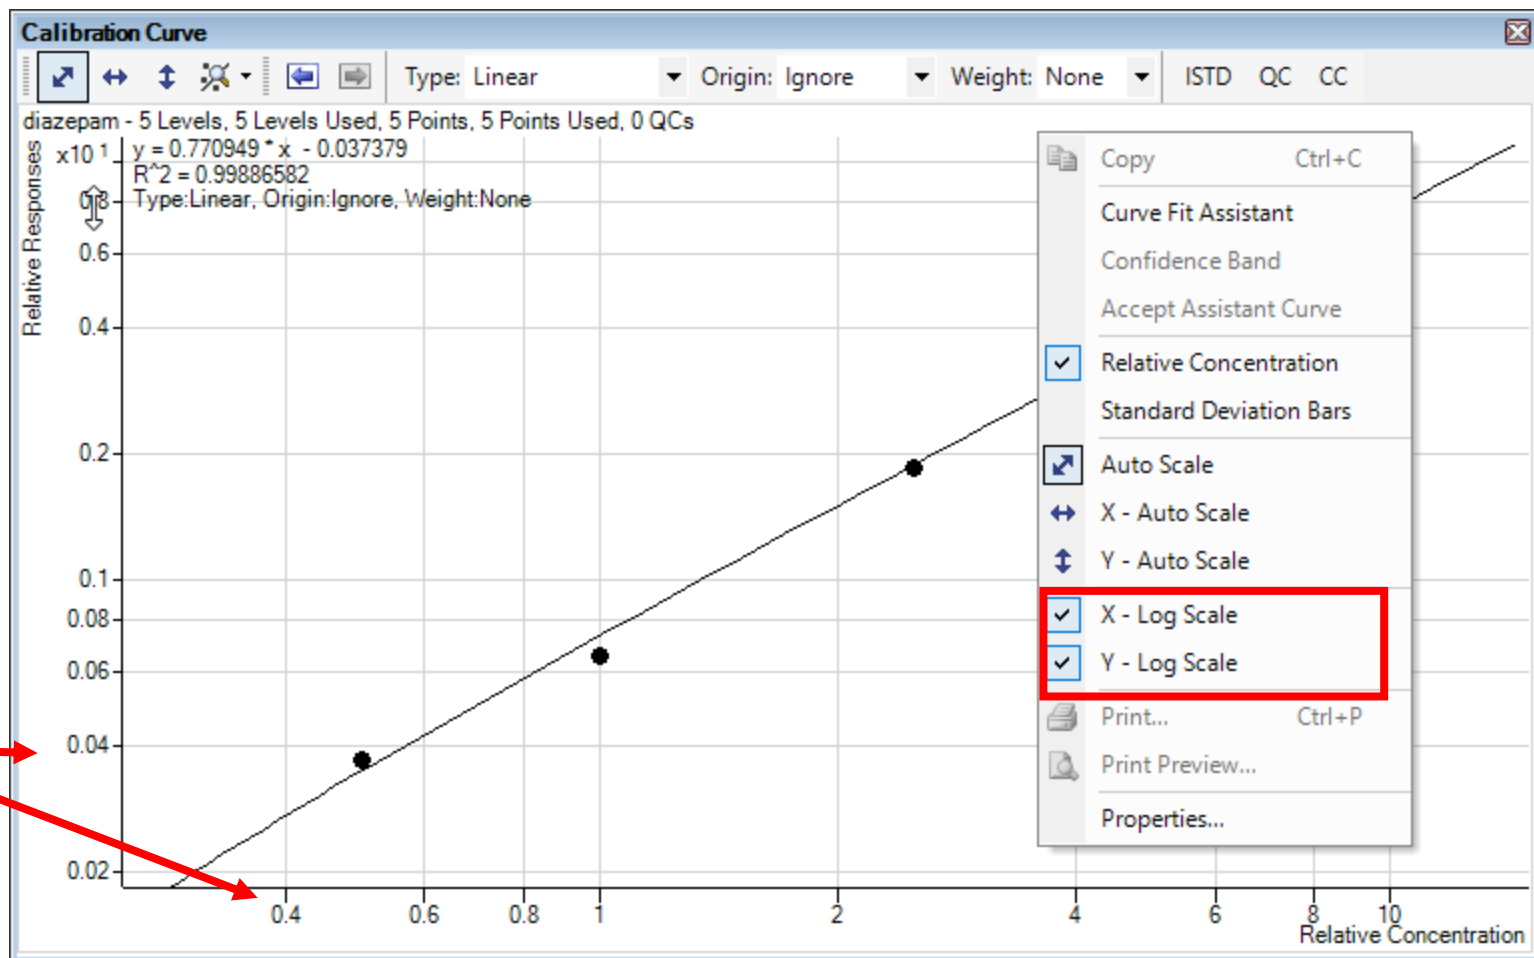 Calibration Curve
Type: Linear Origin: Ignore Weight: None ISTD QC CC
diazepam - 5 Levels, 5 Levels Used, 5 Points, 5 Points Used, 0 QCs
Relative Responses
x10 1
y = 0.770949 * x - 0.037379
R^2 = 0.99886582
Type:Linear, Origin:Ignore, Weight:None
0.8
0.6
0.4
0.2
0.1
0.08
0.06
0.04
0.02
0.4 0.6 0.8 1 2 4 6 8 10
Relative Concentration
Copy Ctrl+C
Curve Fit Assistant
Confidence Band
Accept Assistant Curve
Relative Concentration
Standard Deviation Bars
Auto Scale
X - Auto Scale
Y - Auto Scale
X - Log Scale
Y - Log Scale
Print... Ctrl+P
Print Preview...
Properties...